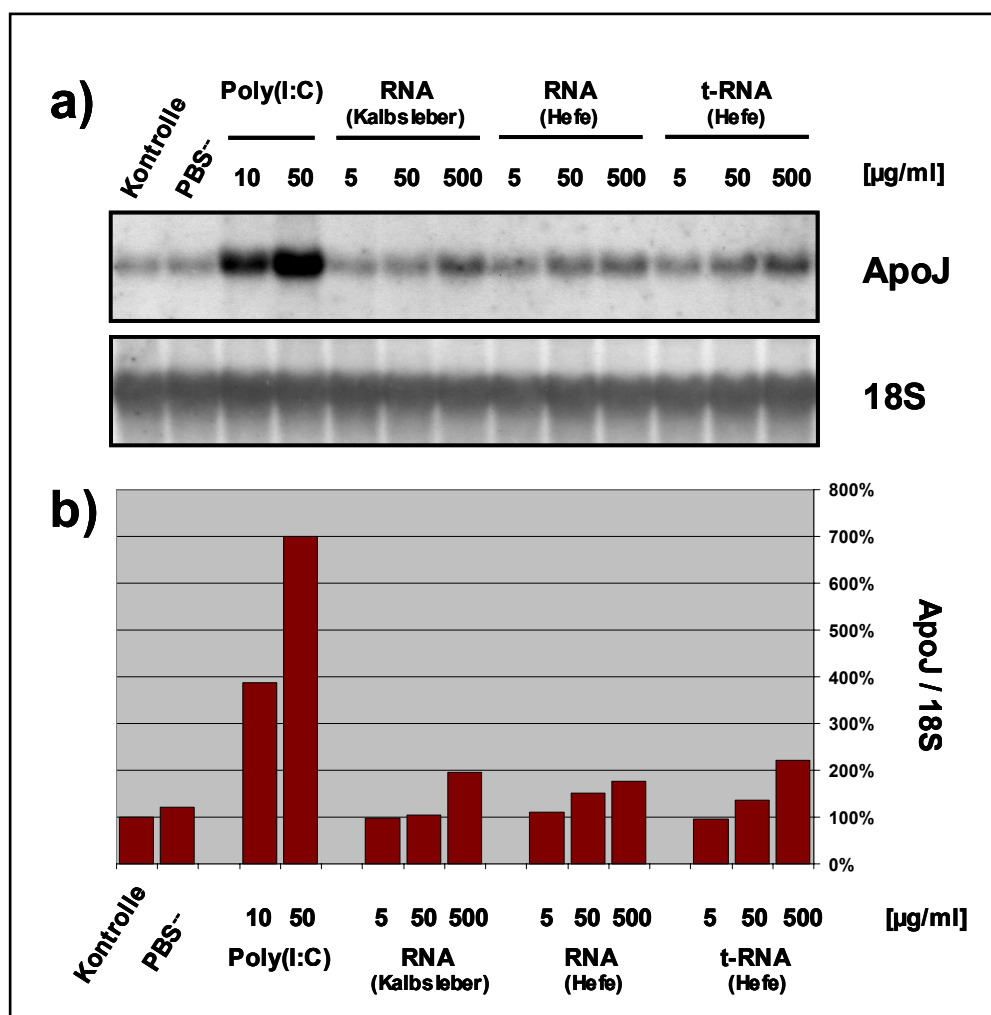 a)
Kontrolle
PBS--
Poly(I:C)
RNA
(Kalbsleber)
RNA
(Hefe)
t-RNA
(Hefe)
10 50 5 50 500 5 50 500 5 50 500 [µg/ml]
ApoJ
18S
b)
800%
700%
600%
500%
400%
300%
200%
100%
0%
ApoJ / 18S
Kontrolle
PBS--
10 50 5 50 500 5 50 500 5 50 500 [µg/ml]
Poly(I:C)
RNA
(Kalbsleber)
RNA
(Hefe)
t-RNA
(Hefe)